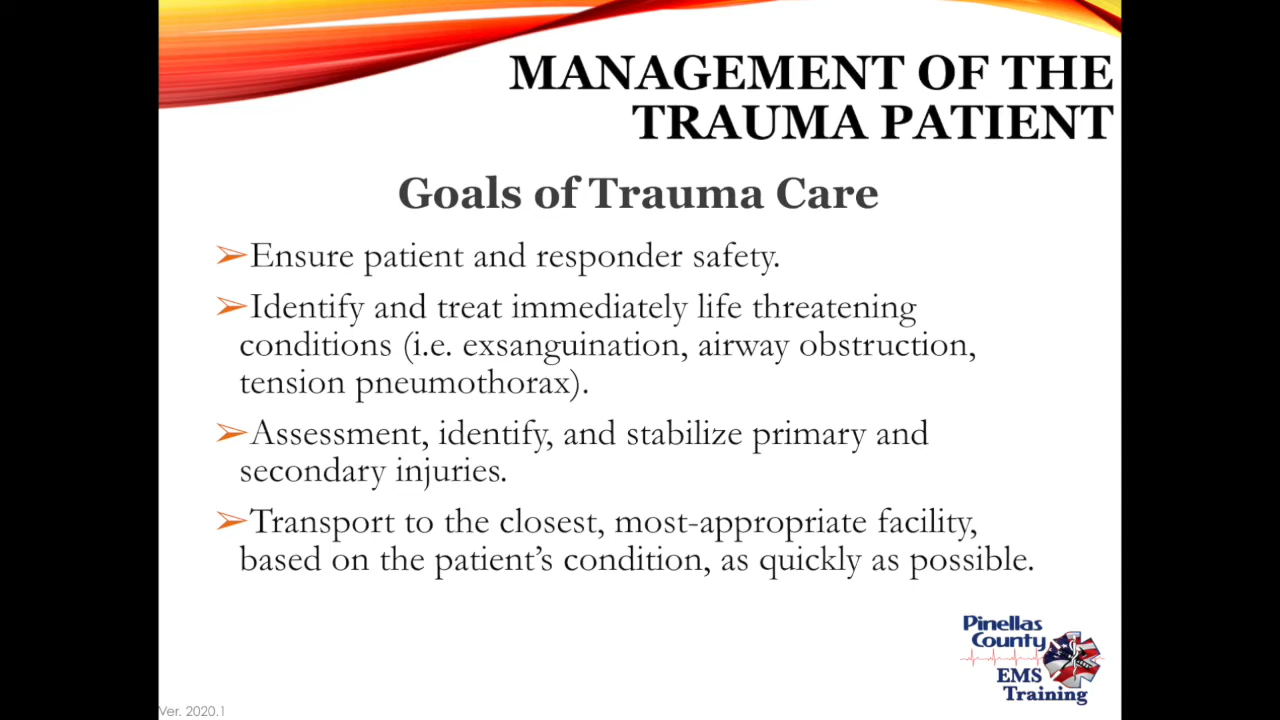 MANAGEMENT OF THE
TRAUMA PATIENT
Goals of Trauma Care
➢Ensure patient and responder safety.
➢Identify and treat immediately life threatening
conditions (i.e. exsanguination, airway obstruction,
tension pneumothorax).
➢Assessment, identify, and stabilize primary and
secondary injuries.
➢Transport to the closest, most-appropriate facility,
based on the patient’s condition, as quickly as possible.
Pinellas
County
EMS
Training
Ver. 2020.1